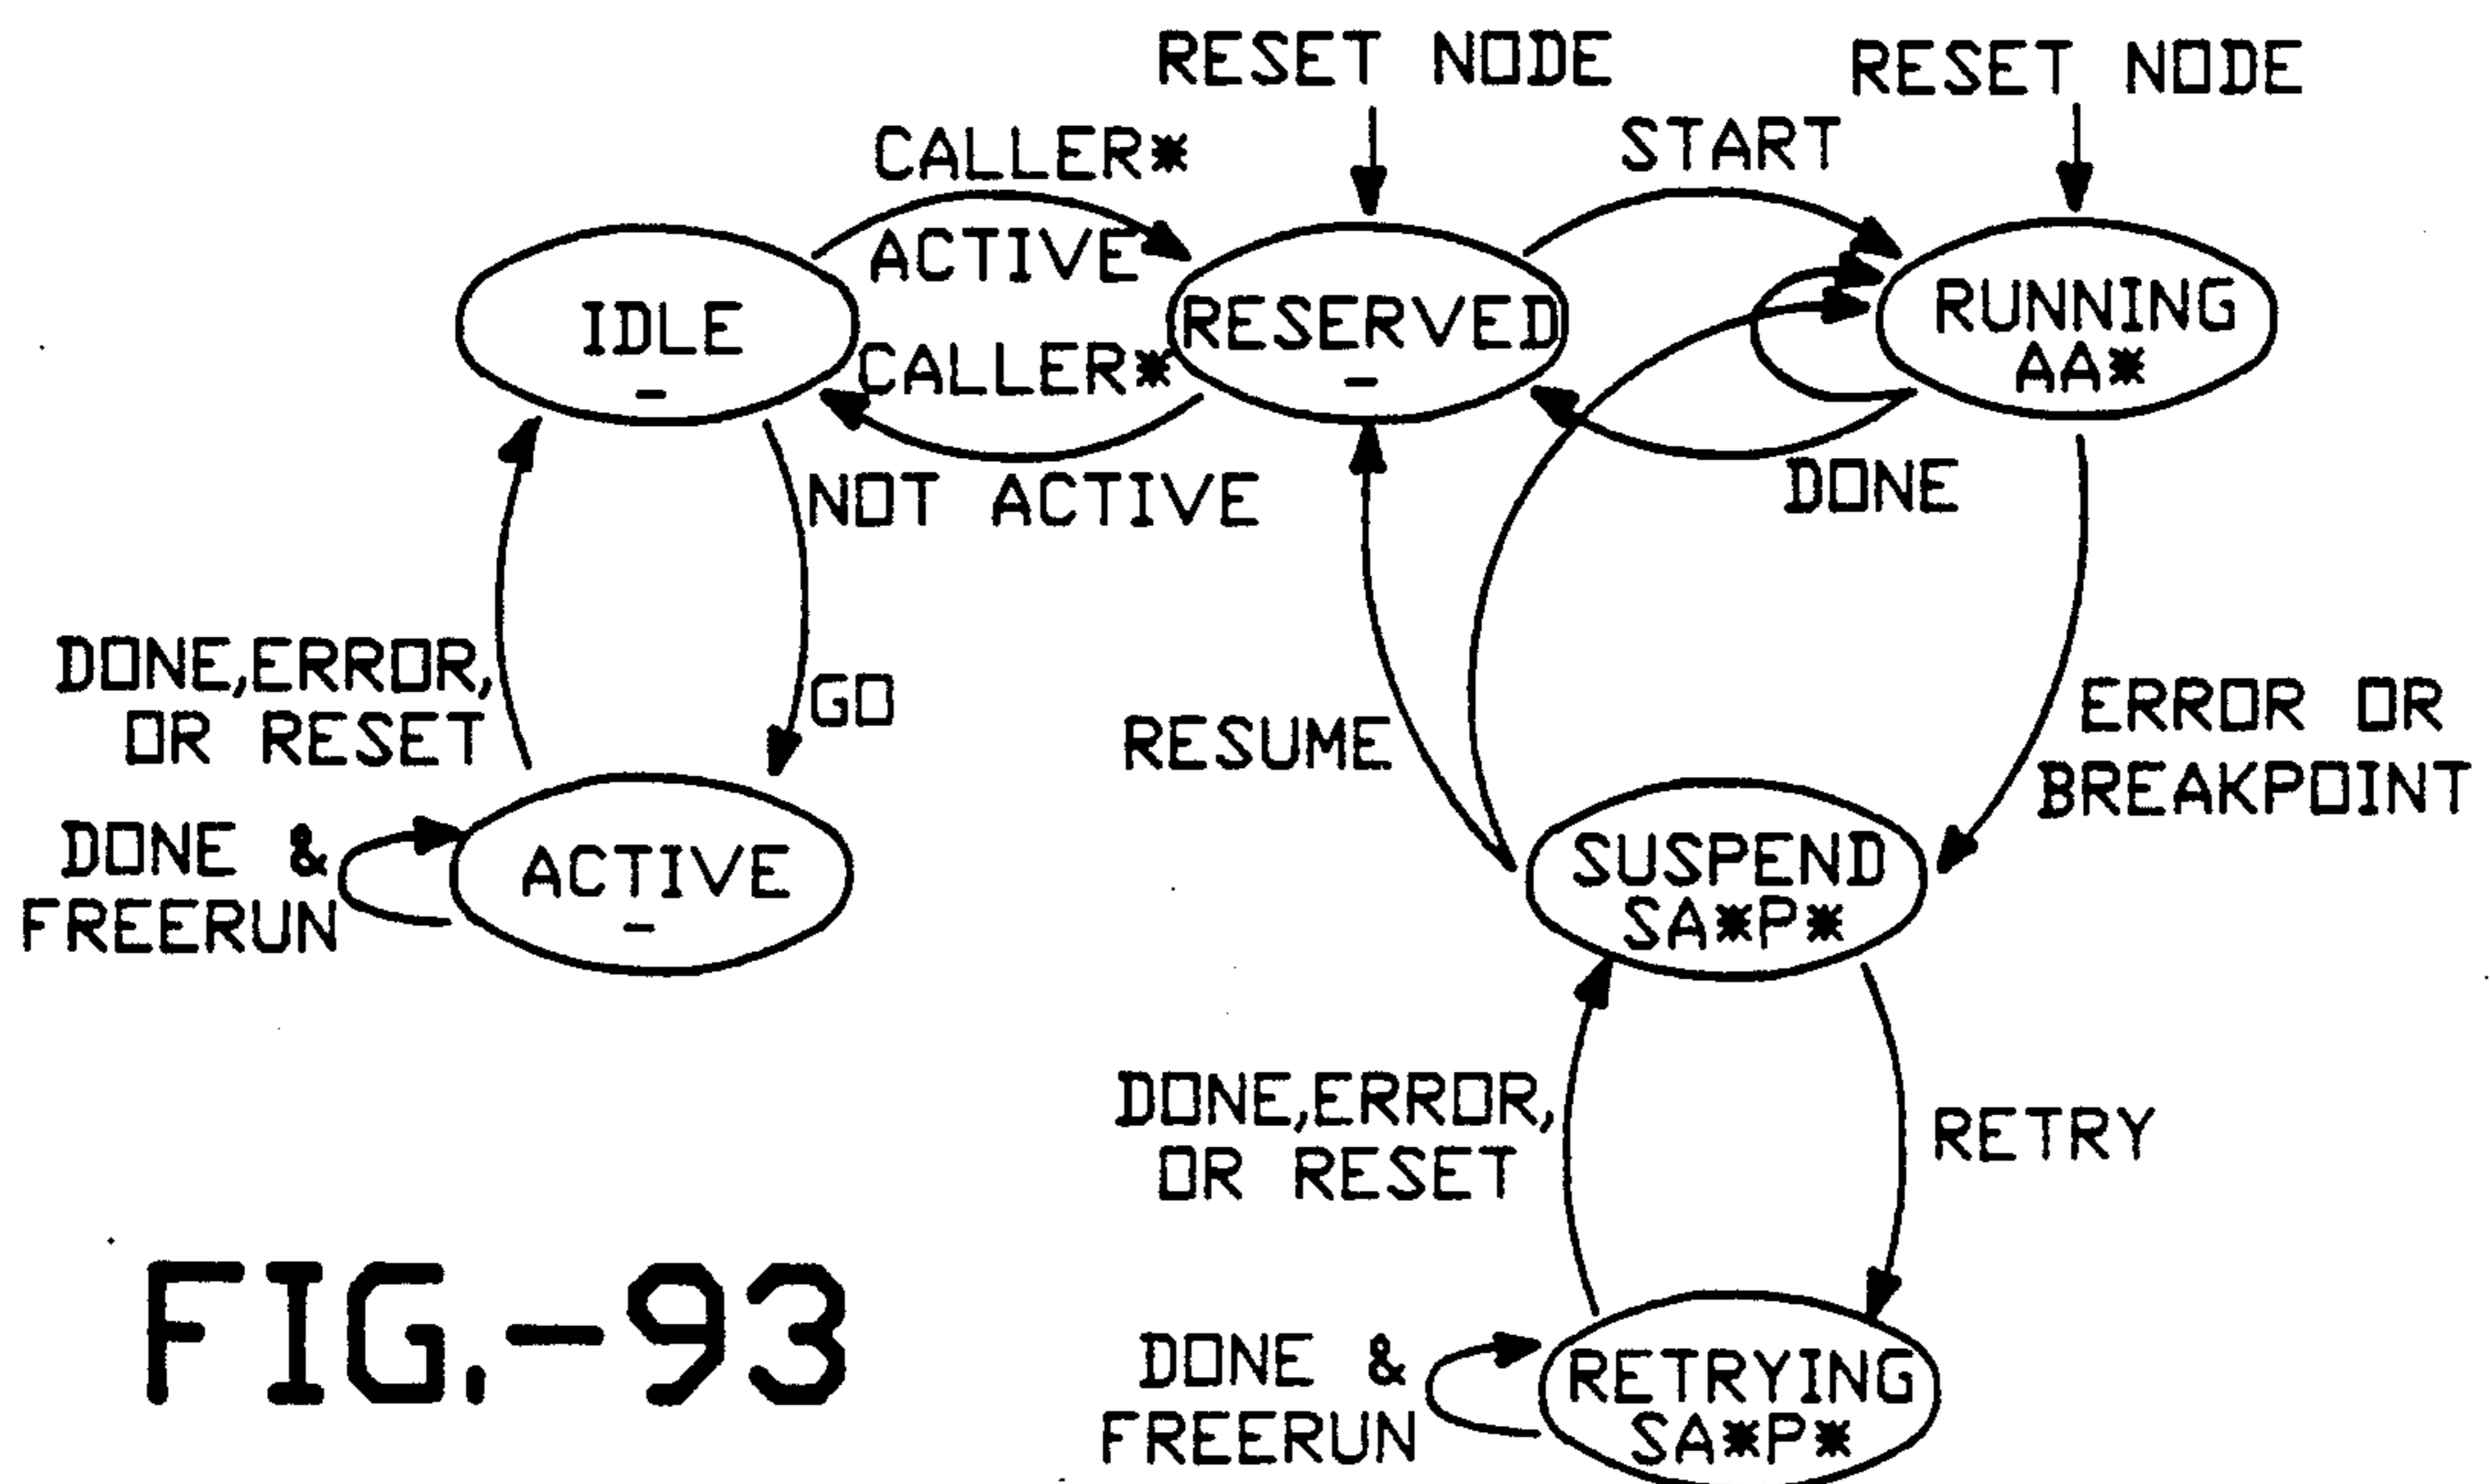 RESET NODE
RESET NODE
CALLER*
START
ACTIVE
IDLE
-
CALLER*
RESERVED
-
RUNNING
AA*
NOT ACTIVE
DONE
DONE,ERROR,
OR RESET
GO
RESUME
ERROR OR
BREAKPOINT
DONE &
FREERUN
ACTIVE
-
SUSPEND
SA*P*
DONE,ERROR,
OR RESET
RETRY
DONE &
FREERUN
RETRYING
SA*P*
FIG.-93